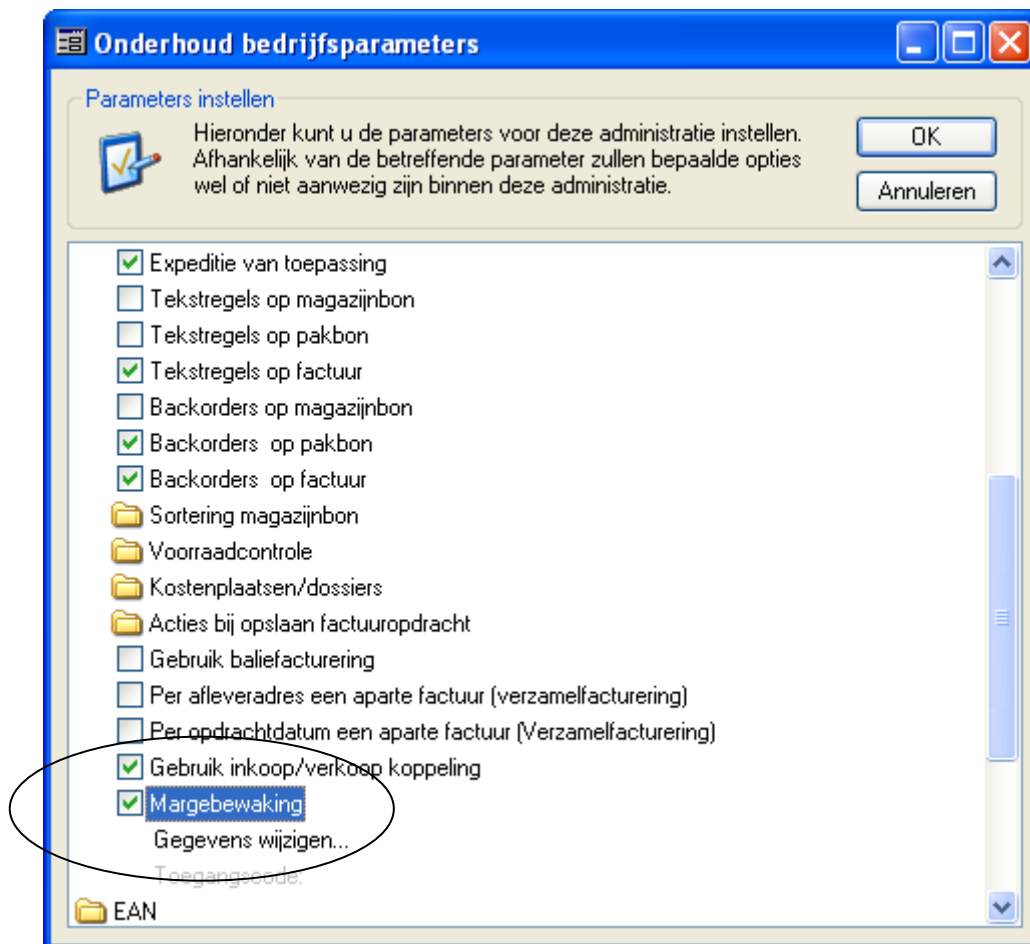 Onderhoud bedrijfsparameters
Parameters instellen
Hieronder kunt u de parameters voor deze administratie instellen.
Afhankelijk van de betreffende parameter zullen bepaalde opties
wel of niet aanwezig zijn binnen deze administratie.
OK
Annuleren
Expeditie van toepassing
Tekstregels op magazijnbon
Tekstregels op pakbon
Tekstregels op factuur
Backorders op magazijnbon
Backorders  op pakbon
Backorders  op factuur
Sortering magazijnbon
Voorraadcontrole
Kostenplaatsen/dossiers
Acties bij opslaan factuuropdracht
Gebruik baliefacturering
Per afleveradres een aparte factuur (verzamelfacturering)
Per opdrachtdatum een aparte factuur (Verzamelfacturering)
Gebruik inkoop/verkoop koppeling
Margebewaking
Gegevens wijzigen...
Toegangscode:
EAN